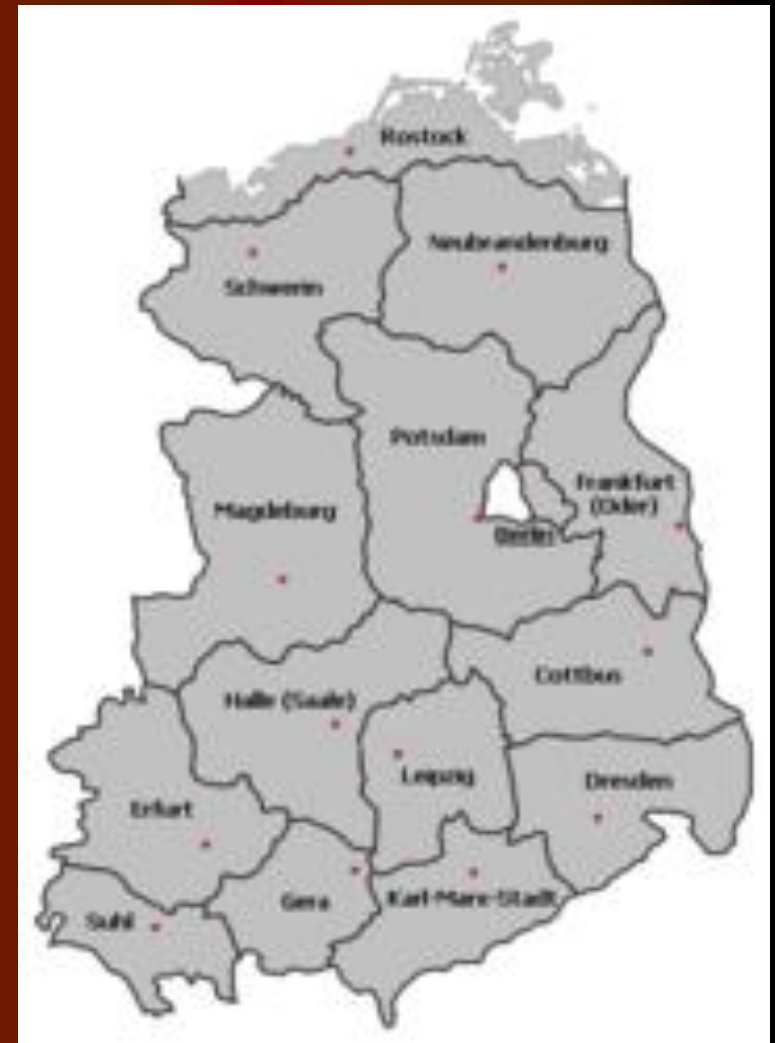 Rostock
Neubrandenburg
Schwerin
Potsdam
Frankfurt
(Oder)
Magdeburg
Berlin
Cottbus
Halle (Saale)
Leipzig
Dresden
Erfurt
Gera
Karl-Marx-Stadt
Suhl